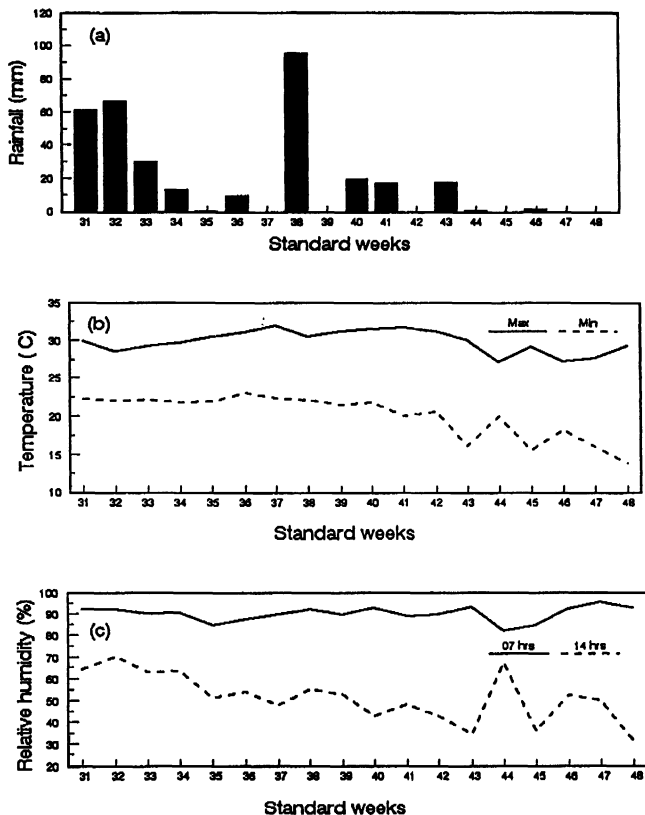 (a)
Rainfall (mm)
120
100
80
60
40
20
0
31 32 33 34 35 36 37 38 39 40 41 42 43 44 45 46 47 48
Standard weeks
(b)
Temperature ( C)
35
30
25
20
15
10
Max Min
31 32 33 34 35 36 37 38 39 40 41 42 43 44 45 46 47 48
Standard weeks
(c)
Relative humidity (%)
100
90
80
70
60
50
40
30
20
07 hrs 14 hrs
31 32 33 34 35 36 37 38 39 40 41 42 43 44 45 46 47 48
Standard weeks